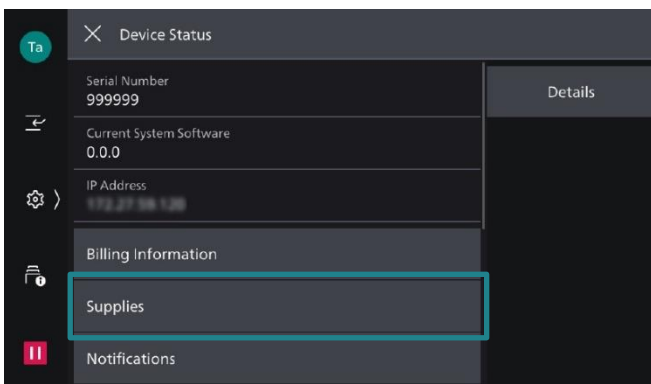 Ta
Device Status
Serial Number
999999
Details
Current System Software
0.0.0
IP Address
Billing Information
Supplies
Notifications